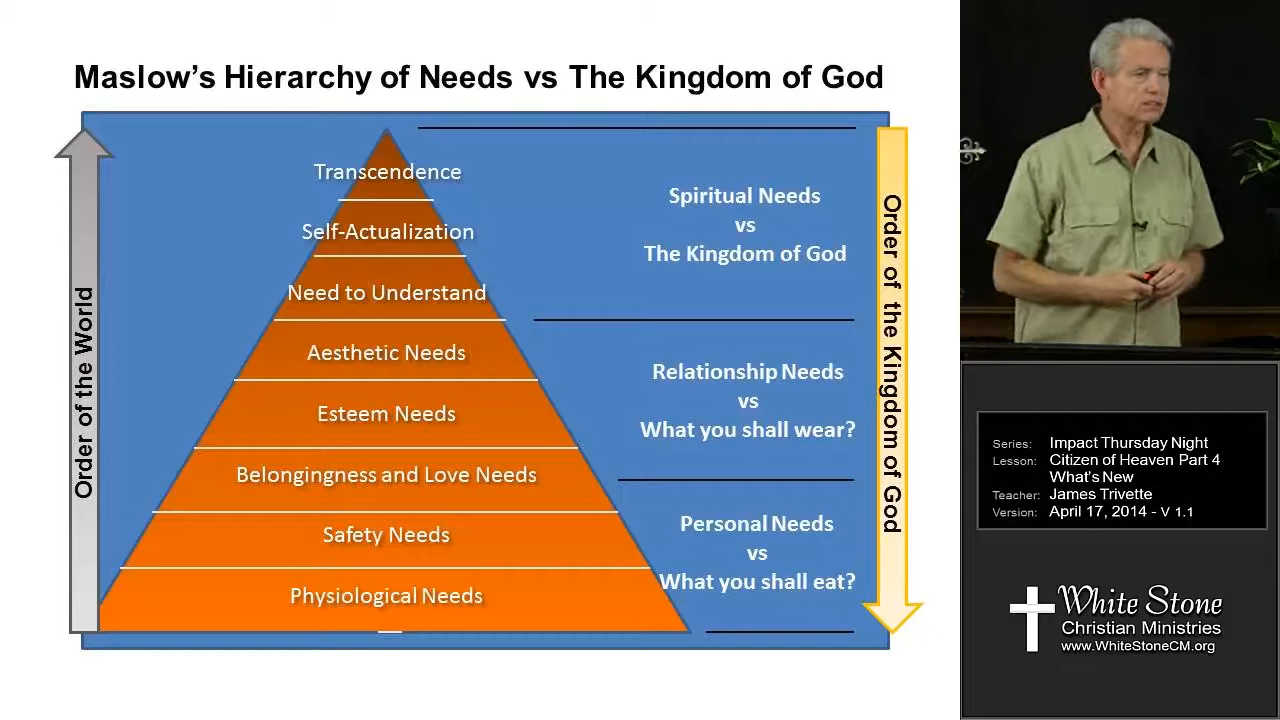 Maslow's Hierarchy of Needs vs The Kingdom of God
Order of the World
Transcendence
Self-Actualization
Need to Understand
Aesthetic Needs
Esteem Needs
Belongingness and Love Needs
Safety Needs
Physiological Needs
Spiritual Needs
vs
The Kingdom of God
Relationship Needs
vs
What you shall wear?
Personal Needs
vs
What you shall eat?
Order of the Kingdom of God
Series: Impact Thursday Night
Lesson: Citizen of Heaven Part 4
What's New
Teacher: James Trivette
Version: April 17, 2014 - V 1.1
White Stone
Christian Ministries
www.WhiteStoneCM.org